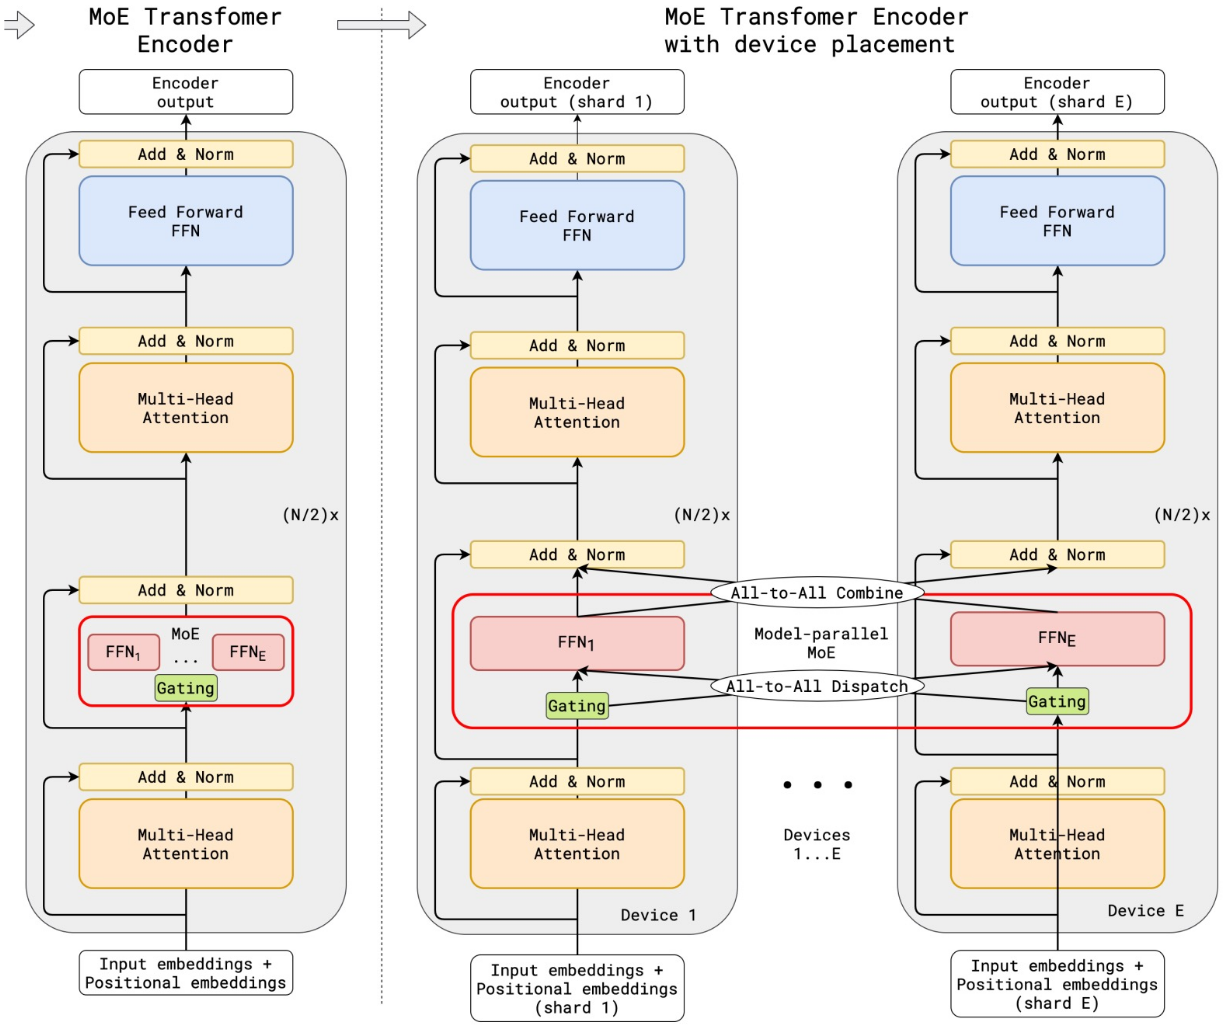 MoE Transfomer
Encoder
Encoder
output
Add & Norm
Feed Forward
FFN
Add & Norm
Multi-Head
Attention
(N/2)x
Add & Norm
MoE
FFN1
...
FFNE
Gating
Add & Norm
Multi-Head
Attention
Input embeddings +
Positional embeddings
MoE Transfomer Encoder
with device placement
Encoder
output (shard 1)
Add & Norm
Feed Forward
FFN
Add & Norm
Multi-Head
Attention
(N/2)x
Add & Norm
FFN1
Gating
Add & Norm
Multi-Head
Attention
Device 1
Input embeddings +
Positional embeddings
(shard 1)
All-to-All Combine
Model-parallel
MoE
All-to-All Dispatch
Devices
1...E
Encoder
output (shard E)
Add & Norm
Feed Forward
FFN
Add & Norm
Multi-Head
Attention
(N/2)x
Add & Norm
FFNE
Gating
Add & Norm
Multi-Head
Attention
Device E
Input embeddings +
Positional embeddings
(shard E)